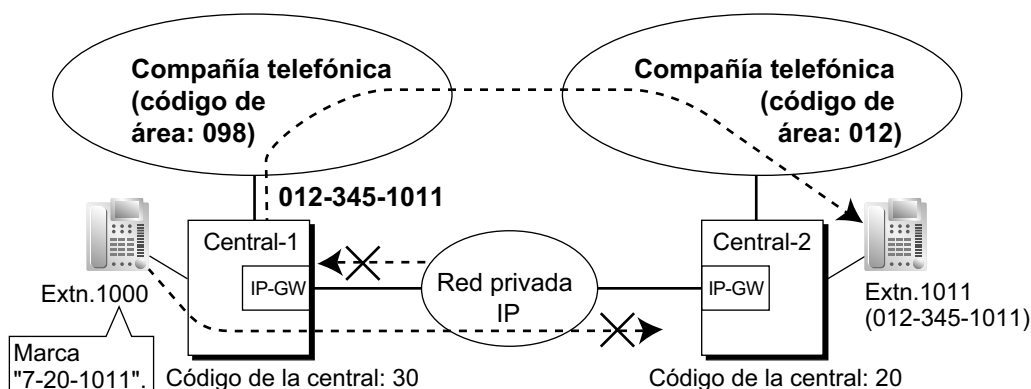 Compañía telefónica
(código de
área: 098)
Compañía telefónica
(código de
área: 012)
012-345-1011
Central-1
IP-GW
Extn.1000
Red privada
IP
Central-2
IP-GW
Extn.1011
(012-345-1011)
Marca
"7-20-1011".
Código de la central: 30
Código de la central: 20